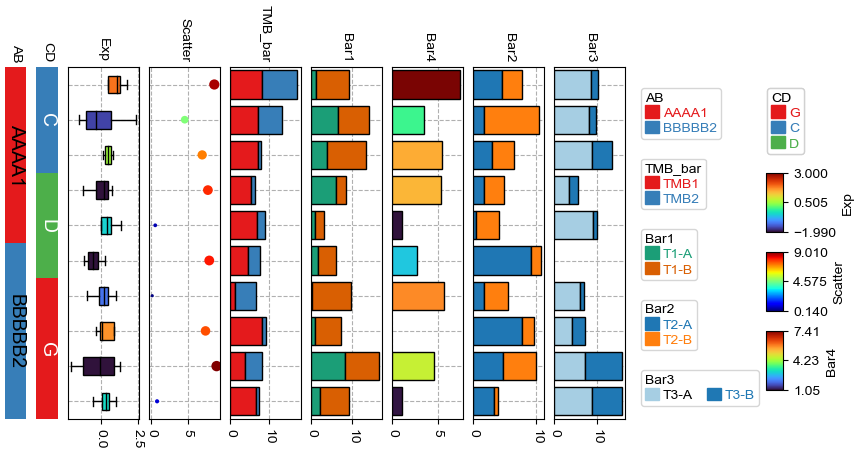 AB
CD
Exp
Scatter
TMB_bar
Bar1
Bar4
Bar2
Bar3
AAAA1
BBBBB2
C
D
G
0.0
2.5
0
5
0
10
0
10
0
5
0
10
0
10
AB
AAAA1
BBBBB2
TMB_bar
TMB1
TMB2
Bar1
T1-A
T1-B
Bar2
T2-A
T2-B
Bar3
T3-A T3-B
CD
G
C
D
3.000
0.505
−1.990
Exp
9.010
4.575
0.140
Scatter
7.41
4.23
1.05
Bar4